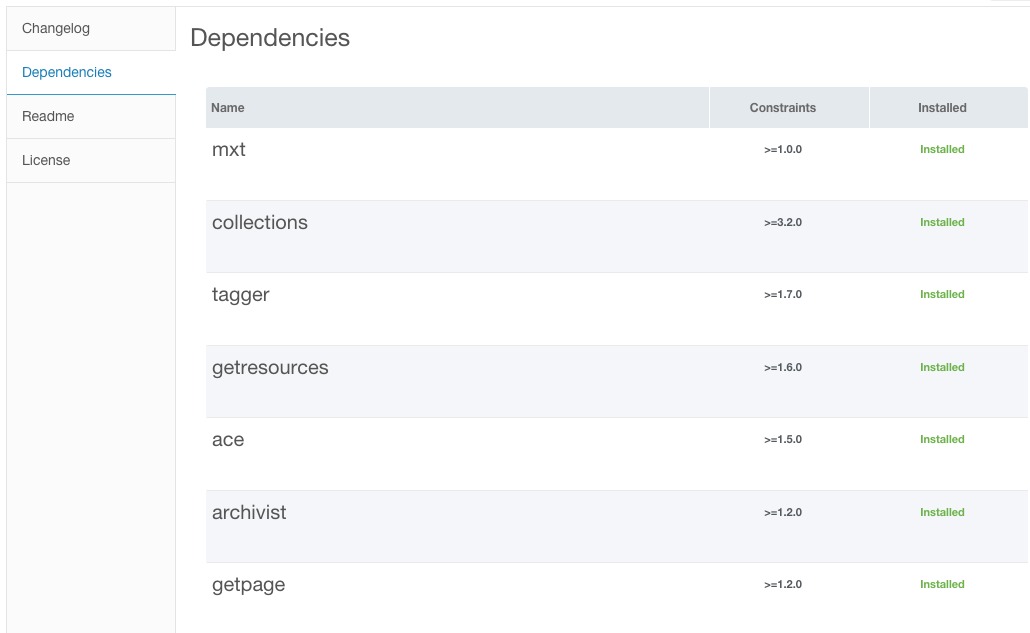 Changelog
Dependencies
Readme
License
Dependencies
Name Constraints Installed
mxt >=1.0.0 Installed
collections >=3.2.0 Installed
tagger >=1.7.0 Installed
getresources >=1.6.0 Installed
ace >=1.5.0 Installed
archivist >=1.2.0 Installed
getpage >=1.2.0 Installed